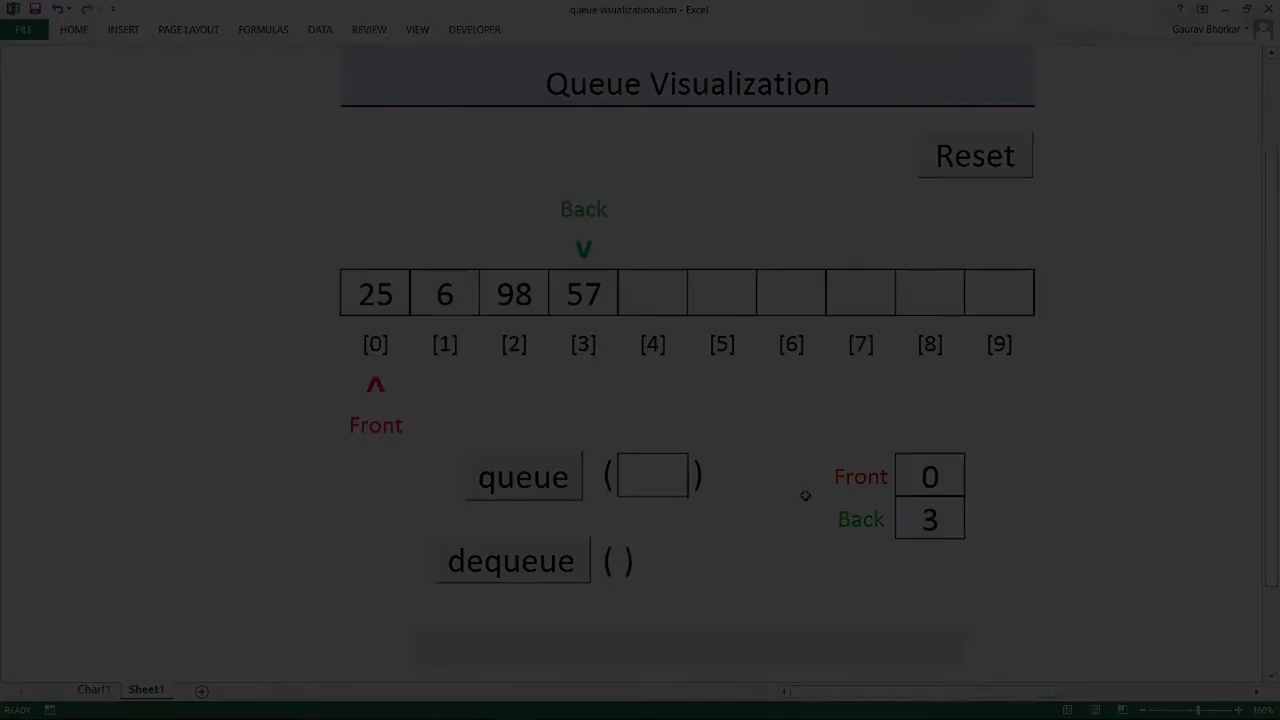 queue visualization.xlsm - Excel
FILE HOME INSERT PAGE LAYOUT FORMULAS DATA REVIEW VIEW DEVELOPER Gaurav Bhorkar
Queue Visualization
Reset
Back
v
25 6 98 57
[0] [1] [2] [3] [4] [5] [6] [7] [8] [9]
^
Front
queue ( )
Front 0
Back 3
dequeue ( )
Chart1 Sheet1
READY 160%